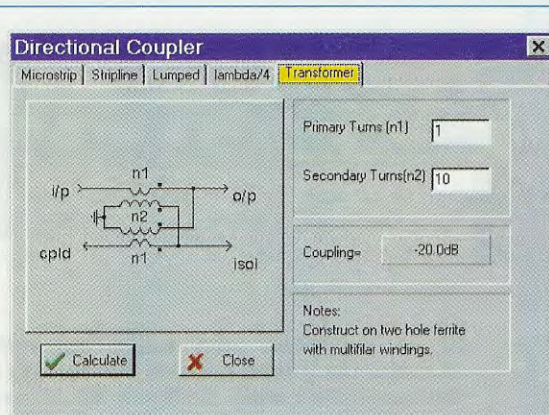 Directional Coupler
Microstrip Stripline Lumped lambda/4 Transformer
n1
i/p
o/p
n2
cpld
n1
isol
Primary Turns (n1) 1
Secondary Turns(n2) 10
Coupling= -20.0dB
Notes:
Construct on two hole ferrite
with multifilar windings.
Calculate Close